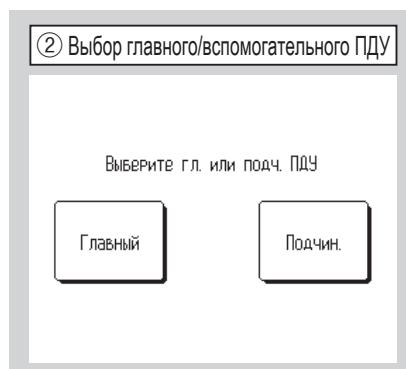 ② Выбор главного/вспомогательного ПДУ
Выберите гл. или подч. ПДУ
Главный
Подчин.